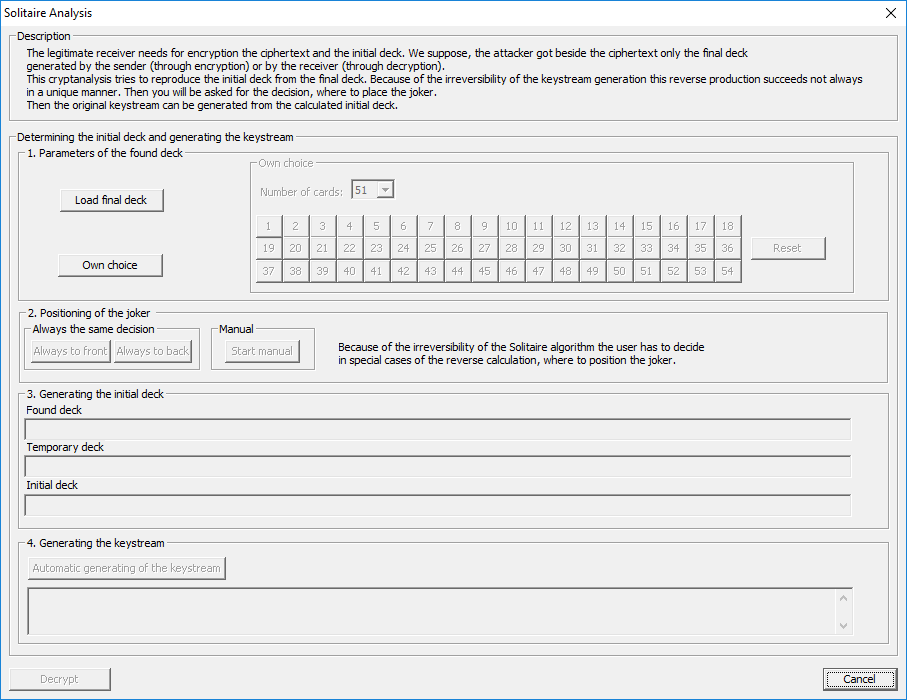 Solitaire Analysis
Description
The legitimate receiver needs for encryption the ciphertext and the initial deck. We suppose, the attacker got beside the ciphertext only the final deck
generated by the sender (through encryption) or by the receiver (through decryption).
This cryptanalysis tries to reproduce the initial deck from the final deck. Because of the irreversibility of the keystream generation this reverse production succeeds not always
in a unique manner. Then you will be asked for the decision, where to place the joker.
Then the original keystream can be generated from the calculated initial deck.
Determining the initial deck and generating the keystream
1. Parameters of the found deck
Own choice
Load final deck
Number of cards: 51
1 2 3 4 5 6 7 8 9 10 11 12 13 14 15 16 17 18
19 20 21 22 23 24 25 26 27 28 29 30 31 32 33 34 35 36
Reset
Own choice
37 38 39 40 41 42 43 44 45 46 47 48 49 50 51 52 53 54
2. Positioning of the joker
Always the same decision
Manual
Always to front
Always to back
Start manual
Because of the irreversibility of the Solitaire algorithm the user has to decide
in special cases of the reverse calculation, where to position the joker.
3. Generating the initial deck
Found deck
Temporary deck
Initial deck
4. Generating the keystream
Automatic generating of the keystream
Decrypt
Cancel